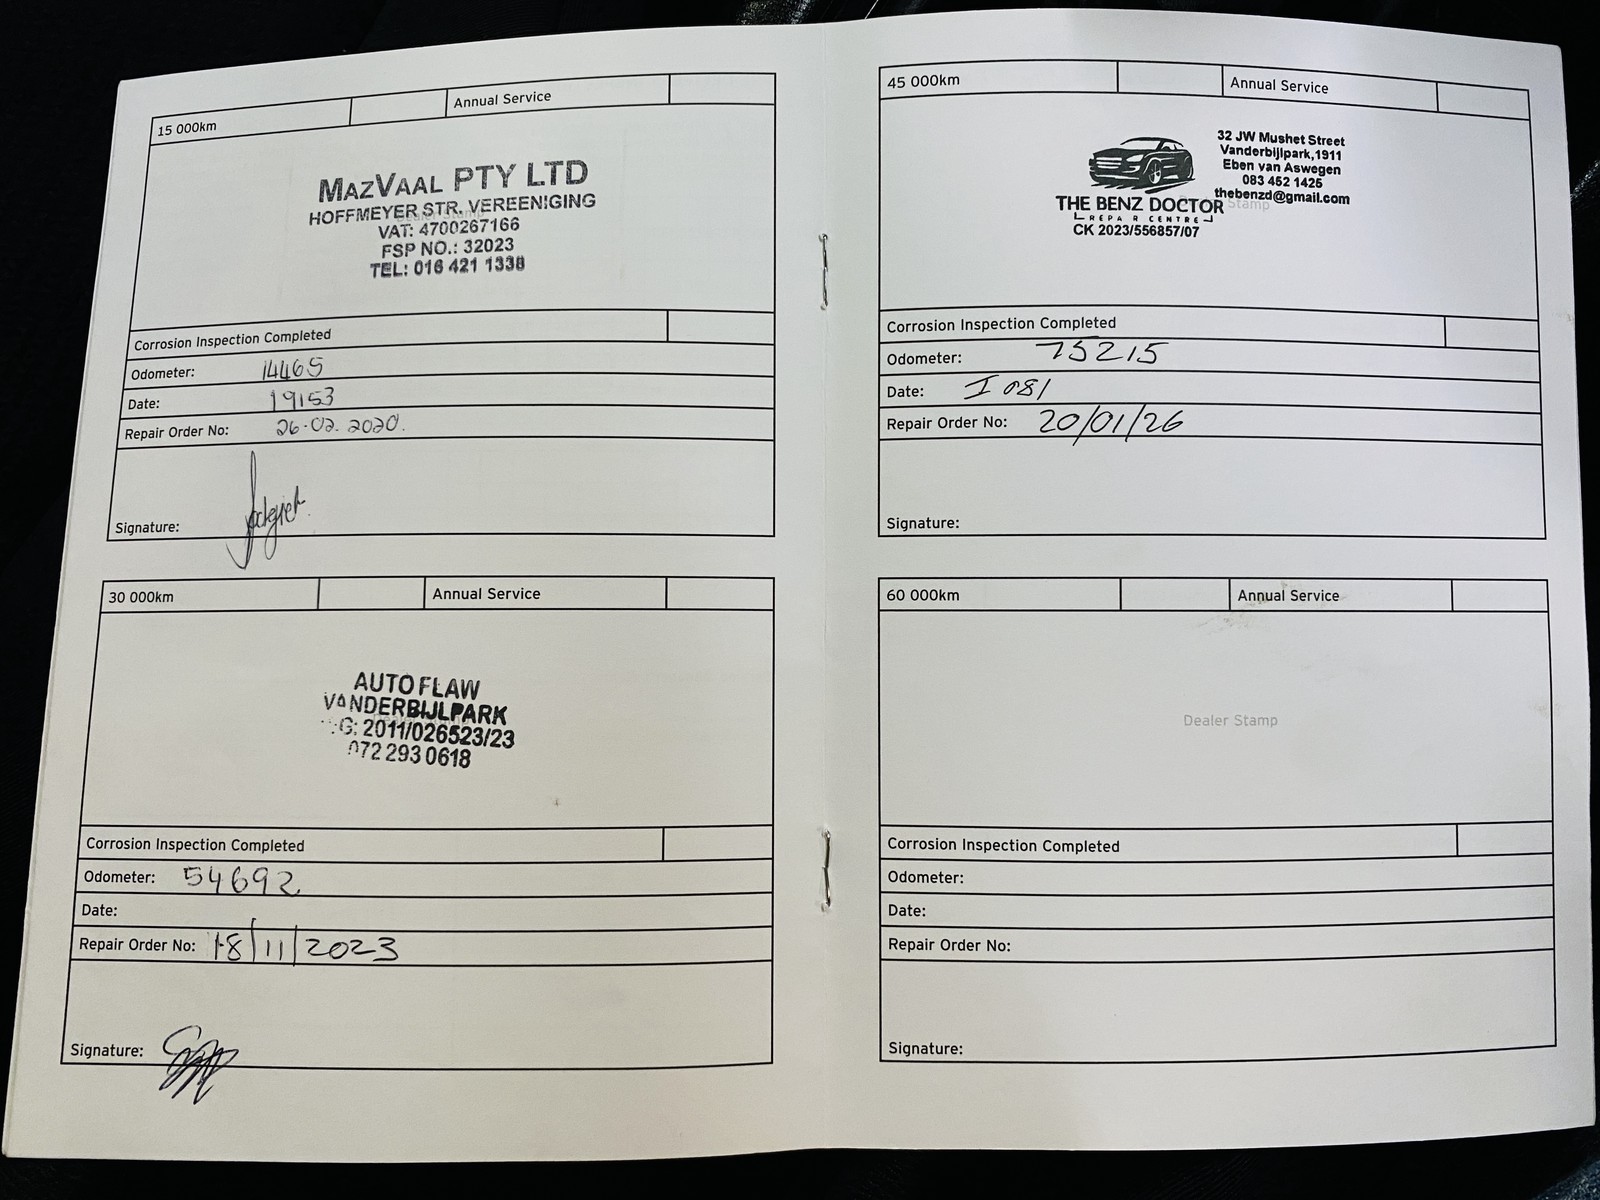 15 000km
Annual Service
MAZVAAL PTY LTD
HOFFMEYER STR. VEREENIGING
VAT: 4700267166
FSP NO.: 32023
TEL: 016 421 1338
Corrosion Inspection Completed
Odometer: 14465
Date: 19153
Repair Order No: 26.02.2020.
Signature:
30 000km
Annual Service
AUTO FLAW
VANDERBIJLPARK
G: 2011/026523/23
072 293 0618
Corrosion Inspection Completed
Odometer: 54692
Date:
Repair Order No: 18/11/2023
Signature:
45 000km
Annual Service
32 JW Mushet Street
Vanderbijlpark,1911
Eben van Aswegen
083 452 1425
thebenzd@gmail.com
THE BENZ DOCTOR
REPA R CENTRE
CK 2023/556857/07
Stamp
Corrosion Inspection Completed
Odometer: 75215
Date: I 081
Repair Order No: 20/01/26
Signature:
60 000km
Annual Service
Dealer Stamp
Corrosion Inspection Completed
Odometer:
Date:
Repair Order No:
Signature: